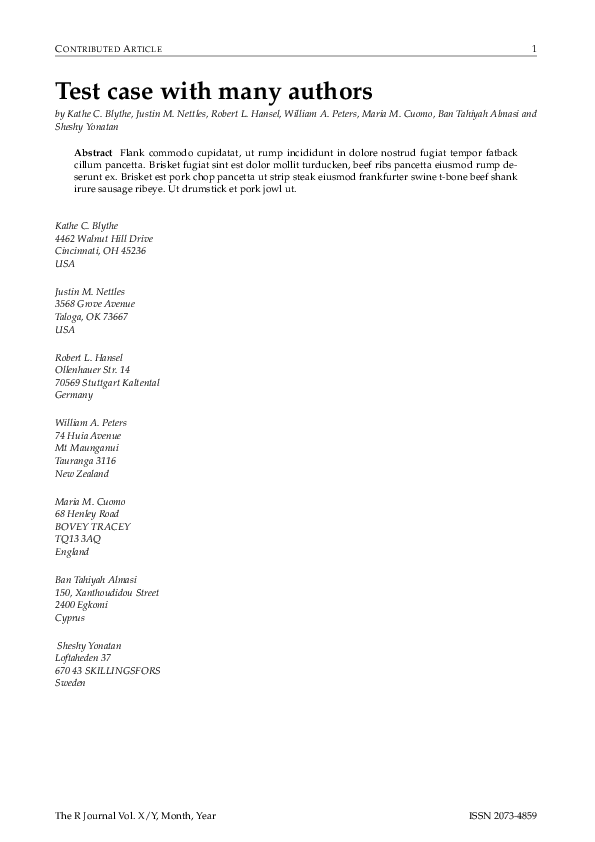 CONTRIBUTED ARTICLE 1
Test case with many authors
by Kathe C. Blythe, Justin M. Nettles, Robert L. Hansel, William A. Peters, Maria M. Cuomo, Ban Tahiyah Almasi and
Sheshy Yonatan
Abstract Flank commodo cupidatat, ut rump incididunt in dolore nostrud fugiat tempor fatback
cillum pancetta. Brisket fugiat sint est dolor mollit turducken, beef ribs pancetta eiusmod rump de-
serunt ex. Brisket est pork chop pancetta ut strip steak eiusmod frankfurter swine t-bone beef shank
irure sausage ribeye. Ut drumstick et pork jowl ut.
Kathe C. Blythe
4462 Walnut Hill Drive
Cincinnati, OH 45236
USA
Justin M. Nettles
3568 Grove Avenue
Taloga, OK 73667
USA
Robert L. Hansel
Ollenhauer Str. 14
70569 Stuttgart Kaltental
Germany
William A. Peters
74 Huia Avenue
Mt Maunganui
Tauranga 3116
New Zealand
Maria M. Cuomo
68 Henley Road
BOVEY TRACEY
TQ13 3AQ
England
Ban Tahiyah Almasi
150, Xanthoudidou Street
2400 Egkomi
Cyprus
Sheshy Yonatan
Loftaheden 37
670 43 SKILLINGSFORS
Sweden
The R Journal Vol. X/Y, Month, Year ISSN 2073-4859